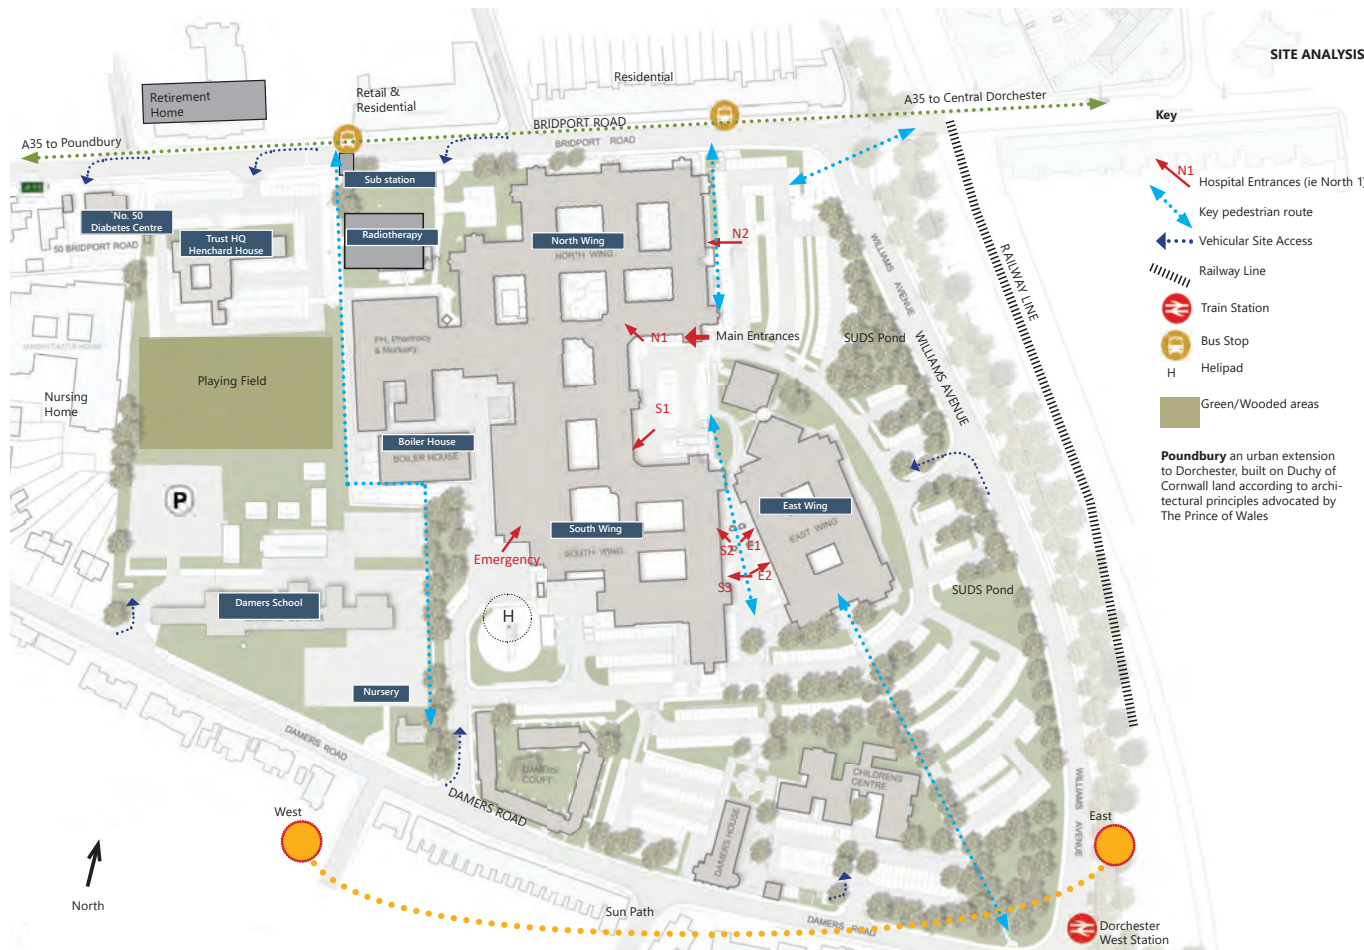 SITE ANALYSIS
Residential
Retirement
Home
Retail &
Residential
A35 to Central Dorchester
Key
BRIDPORT ROAD
A35 to Poundbury
BRIDPORT ROAD
N1
Hospital Entrances (ie North 1)
Sub station
Key pedestrian route
No. 50
Diabetes Centre
50 BRIDPORT ROAD
Trust HQ
Henchard House
Radiotherapy
North Wing
NORTH WING
N2
WILLIAMS AVENUE
RAILWAY LINE
Vehicular Site Access
Railway Line
Train Station
PH, Pharmacy
& Mortuary
N1
Main Entrances
SUDS Pond
WILLIAMS AVENUE
Bus Stop
H
Helipad
Playing Field
Nursing
Home
S1
Green/Wooded areas
Boiler House
BOILER HOUSE
Poundbury an urban extension
to Dorchester, built on Duchy of
Cornwall land according to archi-
tectural principles advocated by
The Prince of Wales
P
East Wing
EAST WING
South Wing
SOUTH WING
Emergency
S2
E1
E2
S3
SUDS Pond
Damers School
H
Nursery
DAMERS ROAD
DAMERS
COURT
DAMERS ROAD
CHILDRENS
CENTRE
WILLIAMS AVENUE
West
East
DAMERS HOUSE
North
Sun Path
DAMERS ROAD
Dorchester
West Station